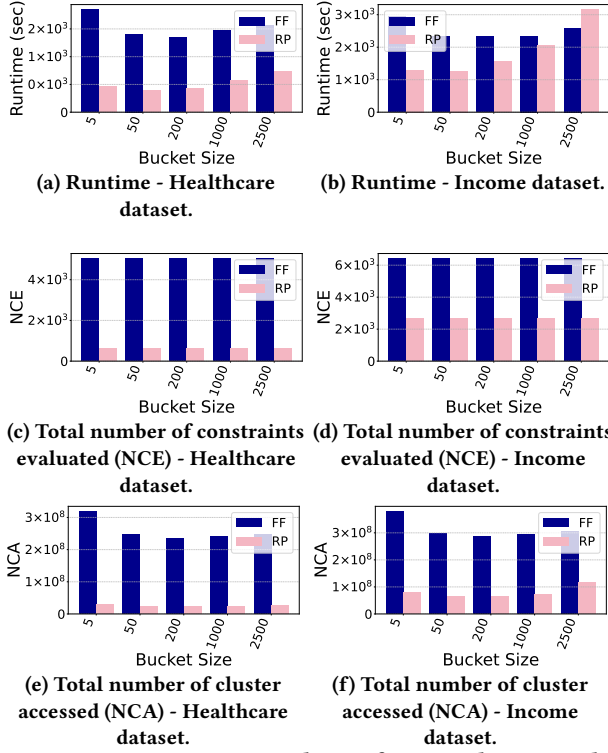 Runtime (sec)
2×10³
0×10³
0
FF
RP
5
50
200
1000
2500
Bucket Size
(a) Runtime - Healthcare
dataset.
Runtime (sec)
3×10³
2×10³
1×10³
0
FF
RP
5
50
200
1000
2500
Bucket Size
(b) Runtime - Income dataset.
NCE
4×10³
2×10³
0
FF
RP
5
50
200
1000
2500
Bucket Size
(c) Total number of constraints
evaluated (NCE) - Healthcare
dataset.
NCE
6×10³
4×10³
2×10³
0
FF
RP
5
50
200
1000
2500
Bucket Size
(d) Total number of constraints
evaluated (NCE) - Income
dataset.
NCA
3×10⁸
2×10⁸
1×10⁸
0
FF
RP
5
50
200
1000
2500
Bucket Size
(e) Total number of cluster
accessed (NCA) - Healthcare
dataset.
NCA
3×10⁸
2×10⁸
1×10⁸
0
FF
RP
5
50
200
1000
2500
Bucket Size
(f) Total number of cluster
accessed (NCA) - Income
dataset.